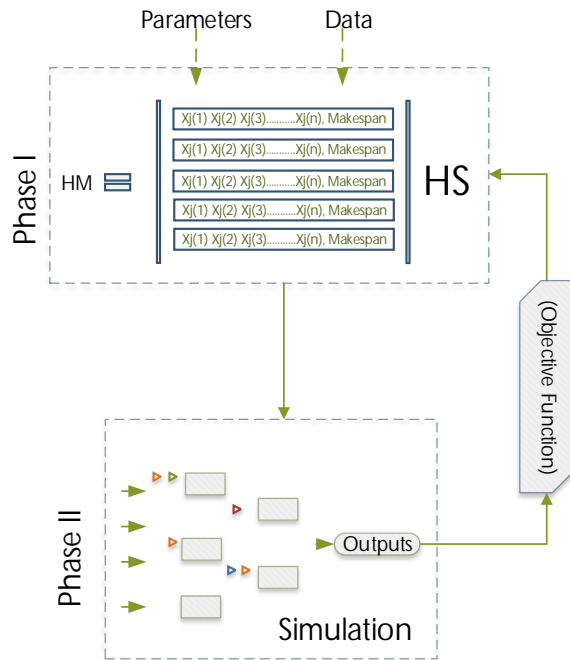 Parameters
Data
Phase I
HM
Xj(1) Xj(2) Xj(3)...........Xj(n), Makespan
Xj(1) Xj(2) Xj(3)...........Xj(n), Makespan
Xj(1) Xj(2) Xj(3)...........Xj(n), Makespan
Xj(1) Xj(2) Xj(3)...........Xj(n), Makespan
Xj(1) Xj(2) Xj(3)...........Xj(n), Makespan
HS
(Objective Function)
Phase II
Outputs
Simulation